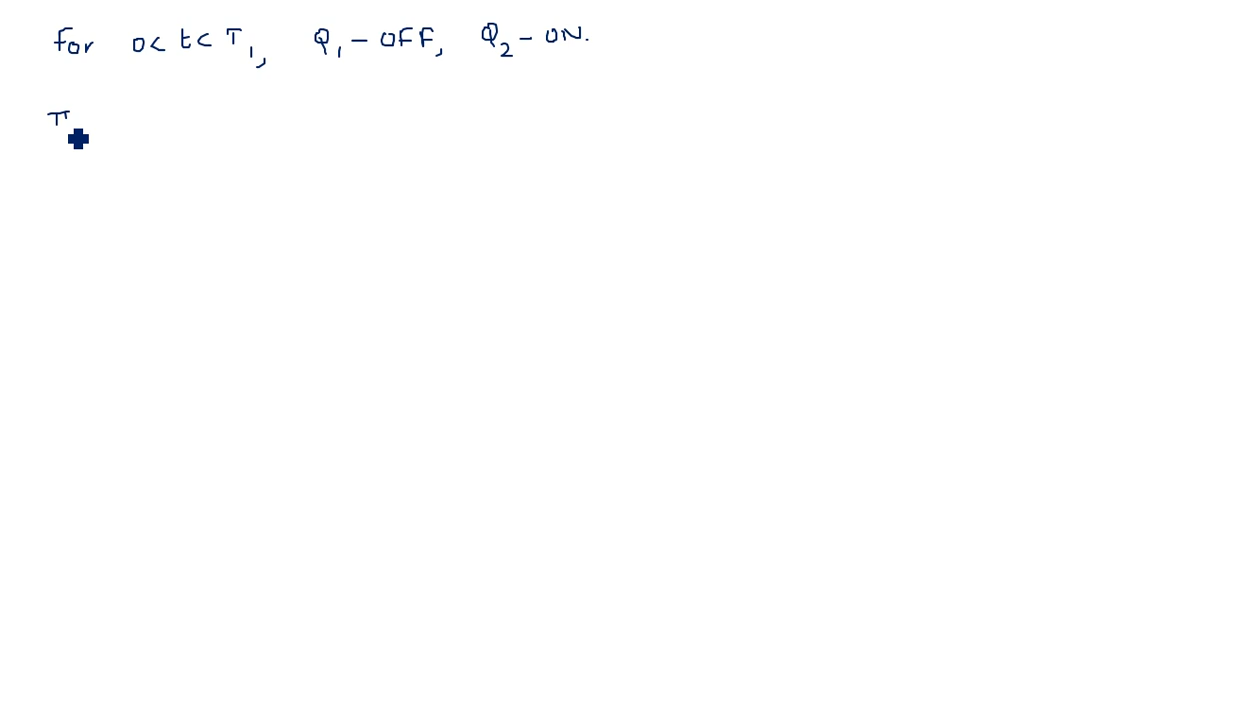 For 0< t< T1, Q1 - OFF, Q2 - ON.
T